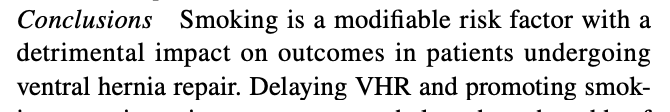 Conclusions Smoking is a modifiable risk factor with a
detrimental impact on outcomes in patients undergoing
ventral hernia repair. Delaying VHR and promoting smok-